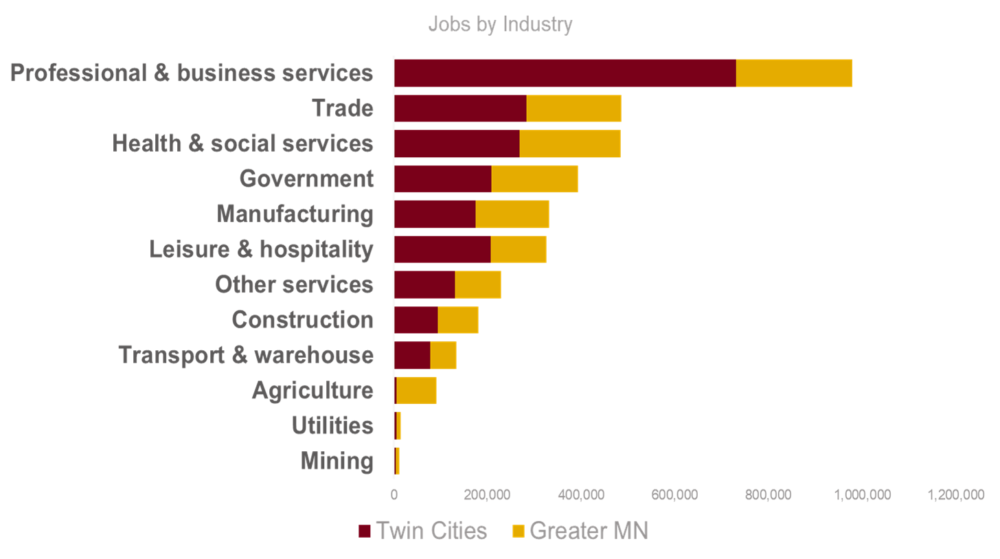 Jobs by Industry
Professional & business services
Trade
Health & social services
Government
Manufacturing
Leisure & hospitality
Other services
Construction
Transport & warehouse
Agriculture
Utilities
Mining
0 200,000 400,000 600,000 800,000 1,000,000 1,200,000
Twin Cities Greater MN